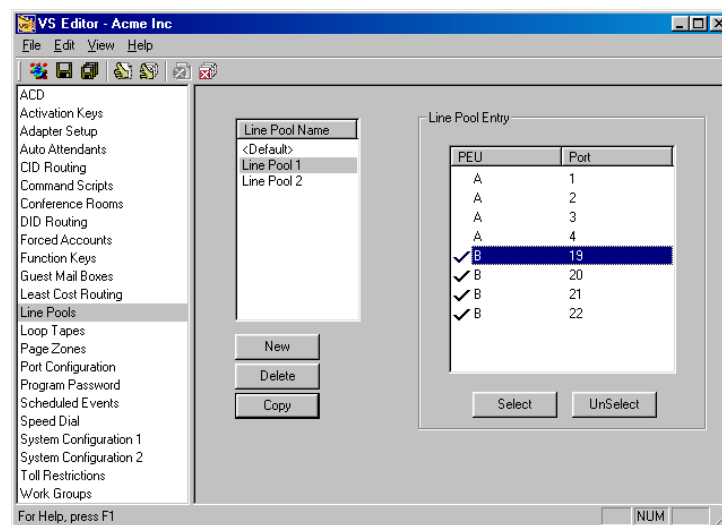 VS Editor - Acme Inc
File Edit View Help
ACD
Activation Keys
Adapter Setup
Auto Attendants
CID Routing
Command Scripts
Conference Rooms
DID Routing
Forced Accounts
Function Keys
Guest Mail Boxes
Least Cost Routing
Line Pools
Loop Tapes
Page Zones
Port Configuration
Program Password
Scheduled Events
Speed Dial
System Configuration 1
System Configuration 2
Toll Restrictions
Work Groups
Line Pool Name
<Default>
Line Pool 1
Line Pool 2
New
Delete
Copy
Line Pool Entry
PEU Port
A 1
A 2
A 3
A 4
B 19
B 20
B 21
B 22
Select UnSelect
For Help, press F1 NUM